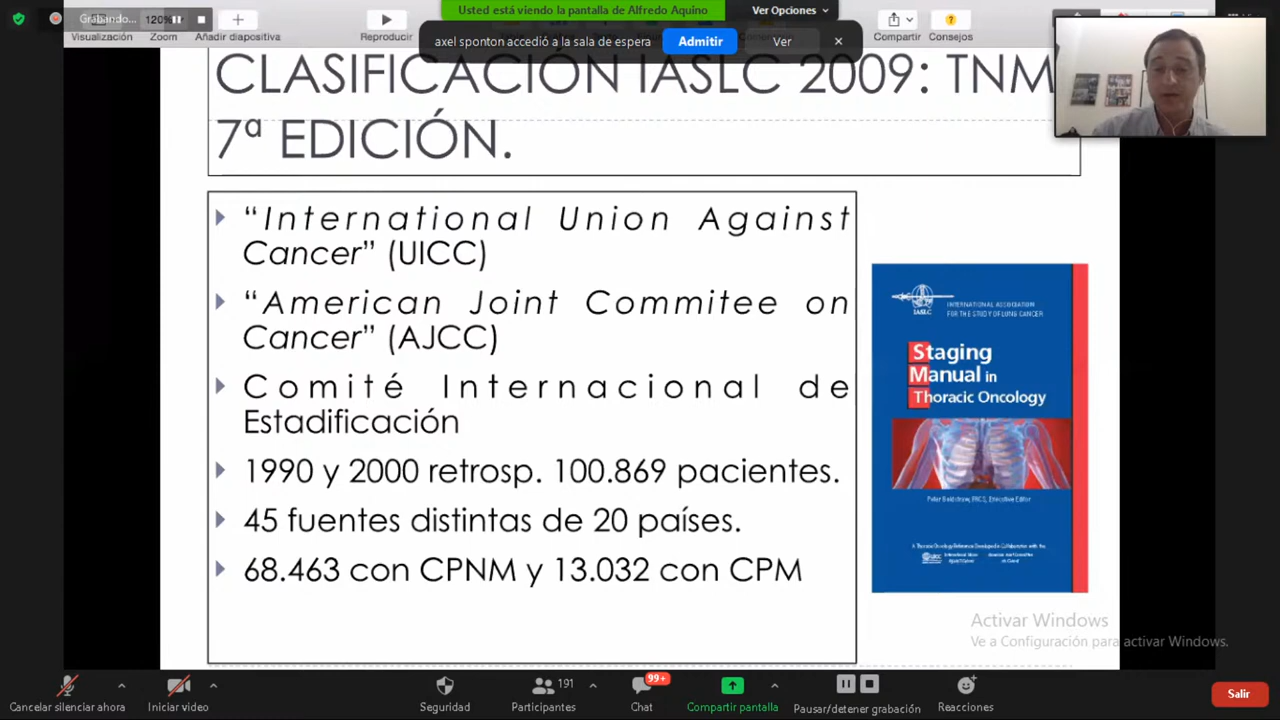 Usted está viendo la pantalla de Alfredo Aquino
Ver Opciones
Grabando...
120%
Visualización
Zoom
Añadir diapositiva
Reproducir
axel sponton accedió a la sala de espera
Admitir
Ver
Compartir
Consejos
CLASIFICACIÓN IASLC 2009: TNM
7ª EDICIÓN.
“International Union Against
Cancer” (UICC)
“American Joint Commitee on
Cancer” (AJCC)
Comité Internacional de
Estadificación
1990 y 2000 retrosp. 100.869 pacientes.
45 fuentes distintas de 20 países.
68.463 con CPNM y 13.032 con CPM
IASLC
INTERNATIONAL ASSOCIATION
FOR THE STUDY OF LUNG CANCER
Staging
Manual in
Thoracic Oncology
Activar Windows
Ve a Configuración para activar Windows.
Cancelar silenciar ahora
Iniciar video
Seguridad
191
Participantes
99+
Chat
Compartir pantalla
Pausar/detener grabación
Reacciones
Salir